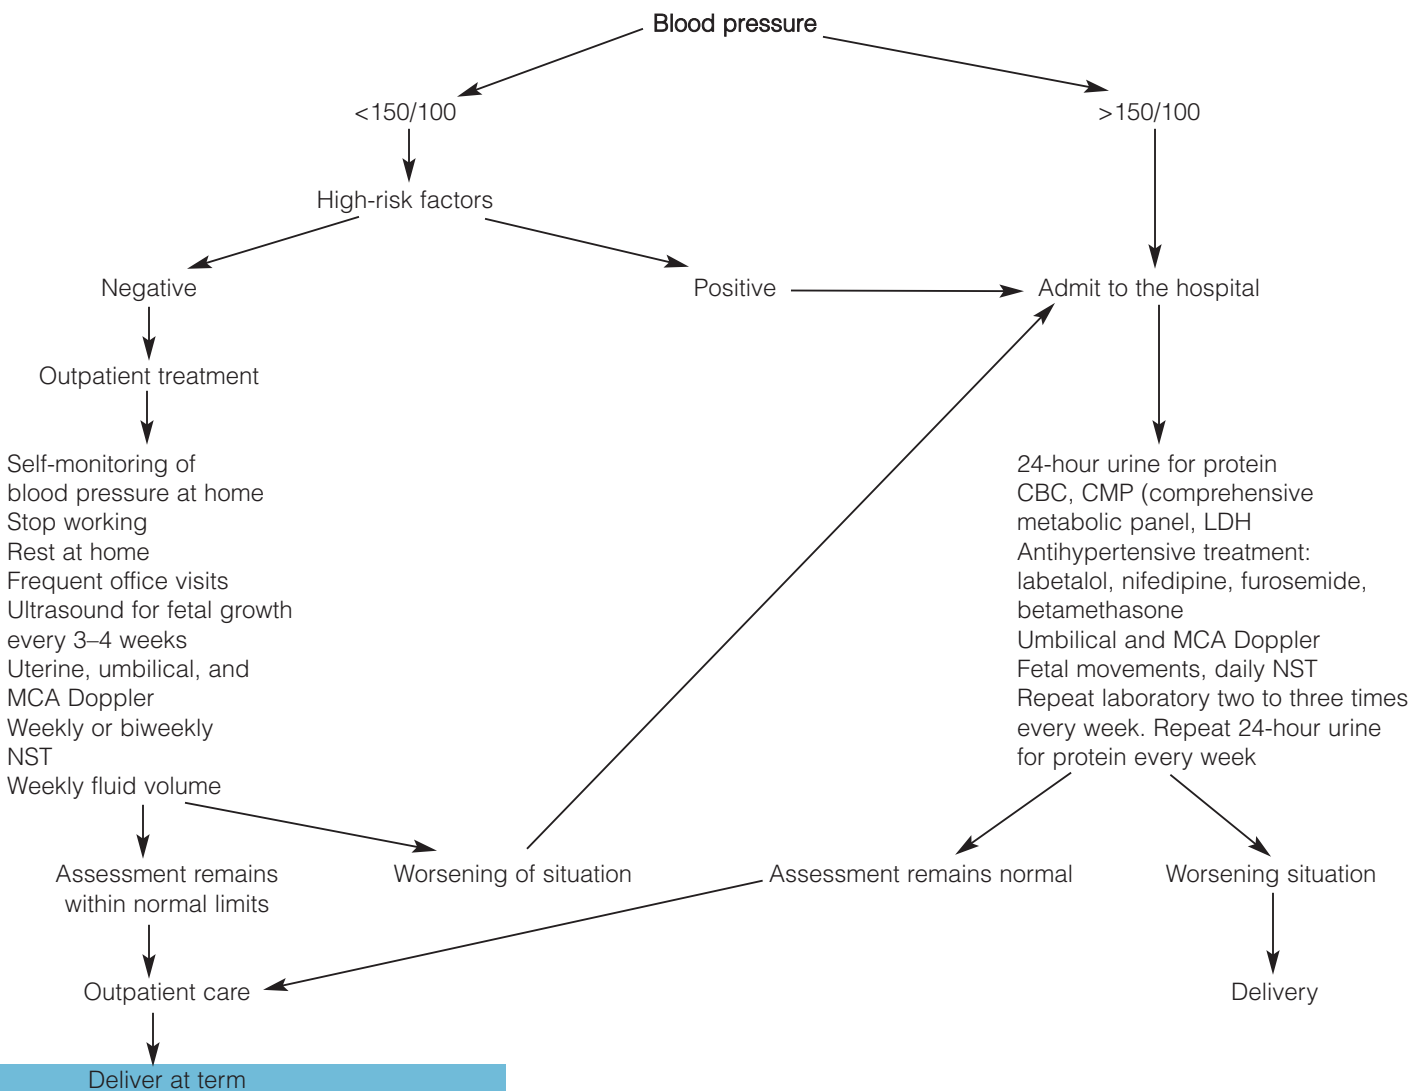 Blood pressure
<150/100
>150/100
High-risk factors
Negative
Positive
Admit to the hospital
Outpatient treatment
Self-monitoring of
blood pressure at home
Stop working
Rest at home
Frequent office visits
Ultrasound for fetal growth
every 3–4 weeks
Uterine, umbilical, and
MCA Doppler
Weekly or biweekly
NST
Weekly fluid volume
24-hour urine for protein
CBC, CMP (comprehensive
metabolic panel, LDH
Antihypertensive treatment:
labetalol, nifedipine, furosemide,
betamethasone
Umbilical and MCA Doppler
Fetal movements, daily NST
Repeat laboratory two to three times
every week. Repeat 24-hour urine
for protein every week
Assessment remains
within normal limits
Worsening of situation
Assessment remains normal
Worsening situation
Outpatient care
Delivery
Deliver at term